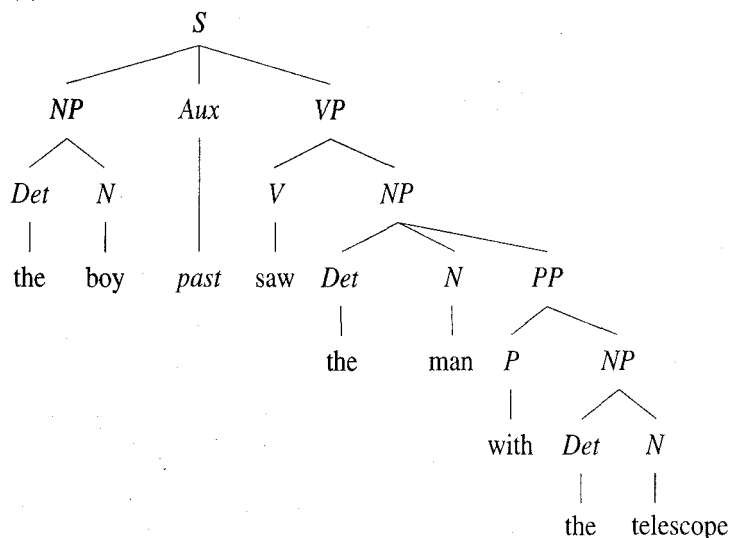 S
NP Aux VP
Det N V NP
the boy past saw Det N PP
the man P NP
with Det N
the telescope